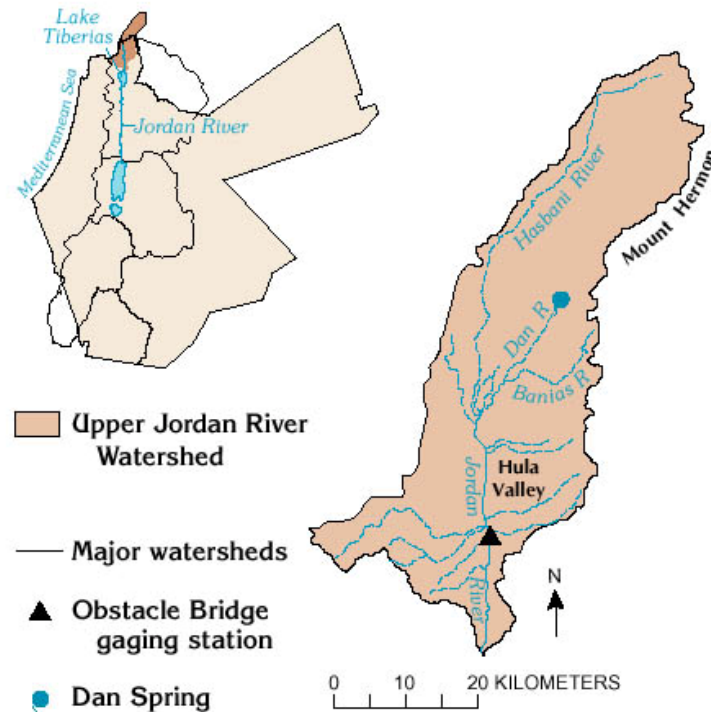 Lake
Tiberias
Mediterranean Sea
Jordan River
Hasbani River
Mount Hermon
Dan R
Banias R
Jordan
River
Hula
Valley
Upper Jordan River
Watershed
Major watersheds
Obstacle Bridge
gaging station
Dan Spring
N
0 10 20 KILOMETERS